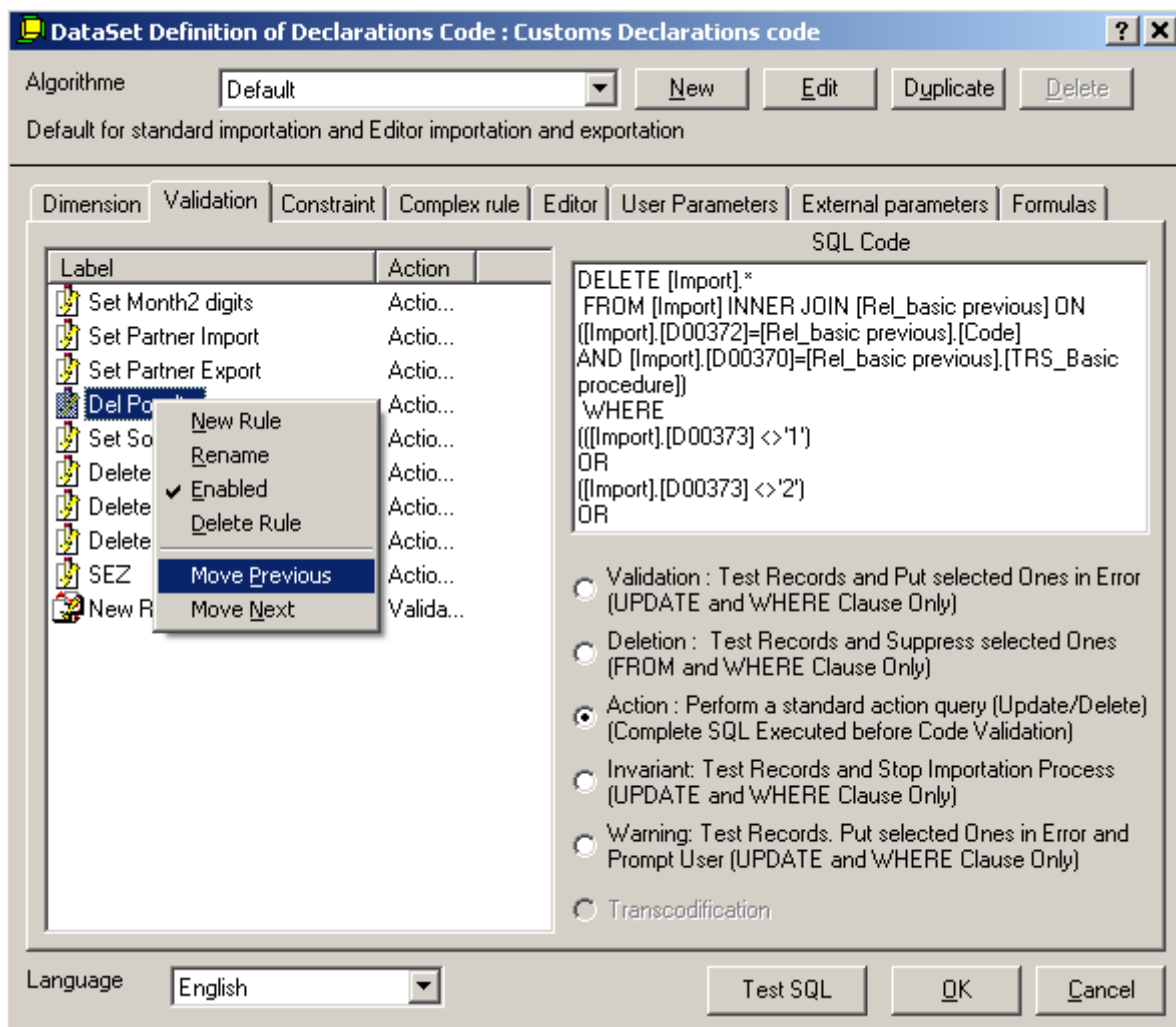 DataSet Definition of Declarations Code : Customs Declarations code
Algorithme
Default
New
Edit
Duplicate
Delete
Default for standard importation and Editor importation and exportation
Dimension
Validation
Constraint
Complex rule
Editor
User Parameters
External parameters
Formulas
Label
Action
Set Month2 digits
Actio...
Set Partner Import
Actio...
Set Partner Export
Actio...
Del
Actio...
Set So
Actio...
Delete
Actio...
Delete
Actio...
Delete
Actio...
SEZ
Actio...
New R
Valida...
New Rule
Rename
Enabled
Delete Rule
Move Previous
Move Next
SQL Code
DELETE [Import].*
FROM [Import] INNER JOIN [Rel_basic previous] ON
([Import].[D00372]=[Rel_basic previous].[Code]
AND [Import].[D00370]=[Rel_basic previous].[TRS_Basic
procedure])
WHERE
(([Import].[D00373] <>'1')
OR
([Import].[D00373] <>'2')
OR
Validation : Test Records and Put selected Ones in Error
(UPDATE and WHERE Clause Only)
Deletion : Test Records and Suppress selected Ones
(FROM and WHERE Clause Only)
Action : Perform a standard action query (Update/Delete)
(Complete SQL Executed before Code Validation)
Invariant: Test Records and Stop Importation Process
(UPDATE and WHERE Clause Only)
Warning: Test Records. Put selected Ones in Error and
Prompt User (UPDATE and WHERE Clause Only)
Transcodification
Language
English
Test SQL
OK
Cancel